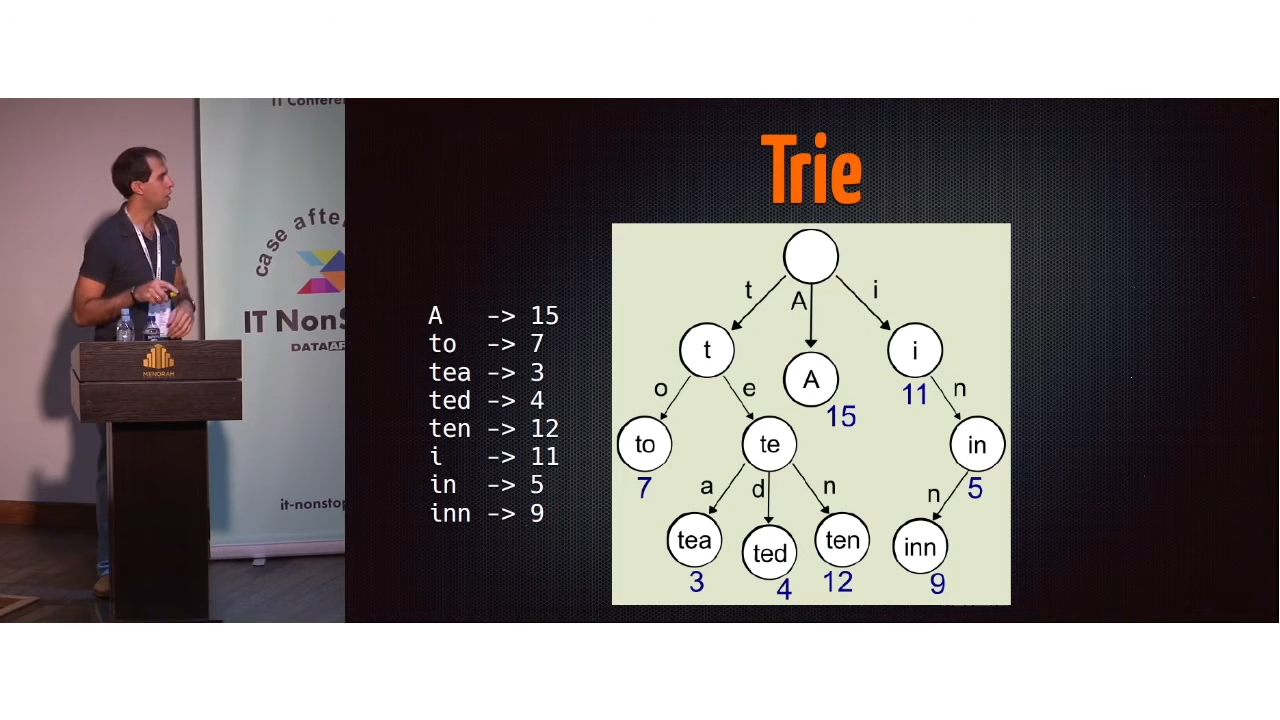 IT Confere
case afte
IT NonS
DATAAR
it-nonstop
MENORAH
Trie
A -> 15
to -> 7
tea -> 3
ted -> 4
ten -> 12
i -> 11
in -> 5
inn -> 9
t
A
i
t
A
15
i
11
o
e
n
to
7
te
in
5
a
d
n
n
tea
3
ted
4
ten
12
inn
9